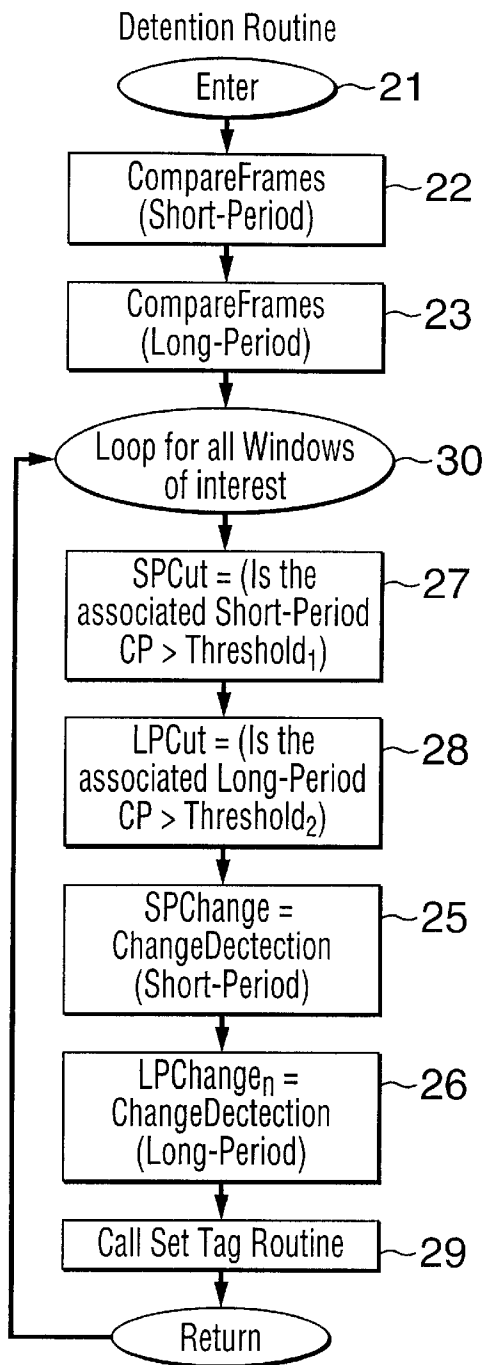 Detention Routine
Enter
21
CompareFrames
(Short-Period)
22
CompareFrames
(Long-Period)
23
Loop for all Windows
of interest
30
SPCut = (Is the
associated Short-Period
CP > Threshold₁)
27
LPCut = (Is the
associated Long-Period
CP > Threshold₂)
28
SPChange =
ChangeDectection
(Short-Period)
25
LPChangeₙ =
ChangeDectection
(Long-Period)
26
Call Set Tag Routine
29
Return